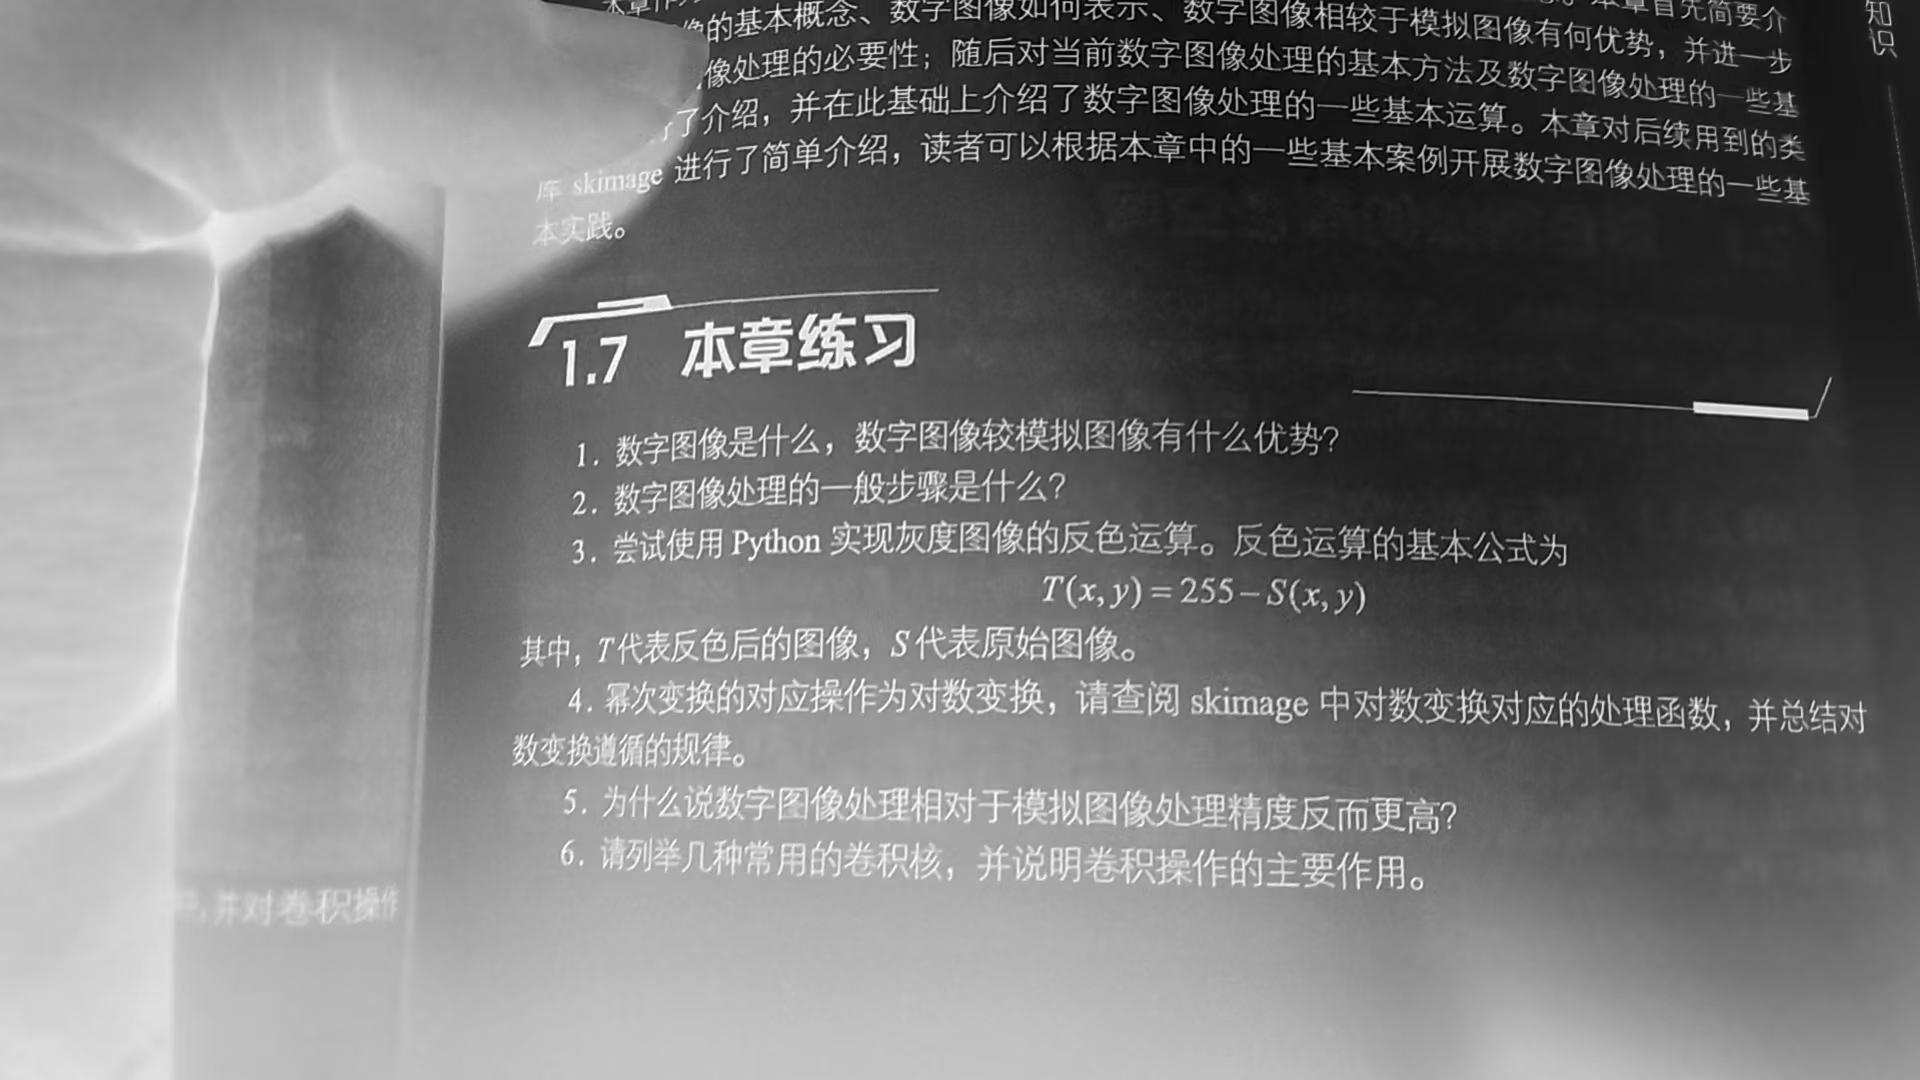 的基本概念、数字图像如何表示、数字图像相较于模拟图像有何优势，并进一步
像处理的必要性；随后对当前数字图像处理的基本方法及数字图像处理的一些基
了介绍，并在此基础上介绍了数字图像处理的一些基本运算。本章对后续用到的类
库 skimage 进行了简单介绍，读者可以根据本章中的一些基本案例开展数字图像处理的一些基
本实践。
知识
1.7 本章练习
1. 数字图像是什么，数字图像较模拟图像有什么优势？
2. 数字图像处理的一般步骤是什么？
3. 尝试使用 Python 实现灰度图像的反色运算。反色运算的基本公式为
T(x, y) = 255 – S(x, y)
其中，T代表反色后的图像，S代表原始图像。
4. 幂次变换的对应操作为对数变换，请查阅 skimage 中对数变换对应的处理函数，并总结对
数变换遵循的规律。
5. 为什么说数字图像处理相对于模拟图像处理精度反而更高？
6. 请列举几种常用的卷积核，并说明卷积操作的主要作用。
，并对卷积操作